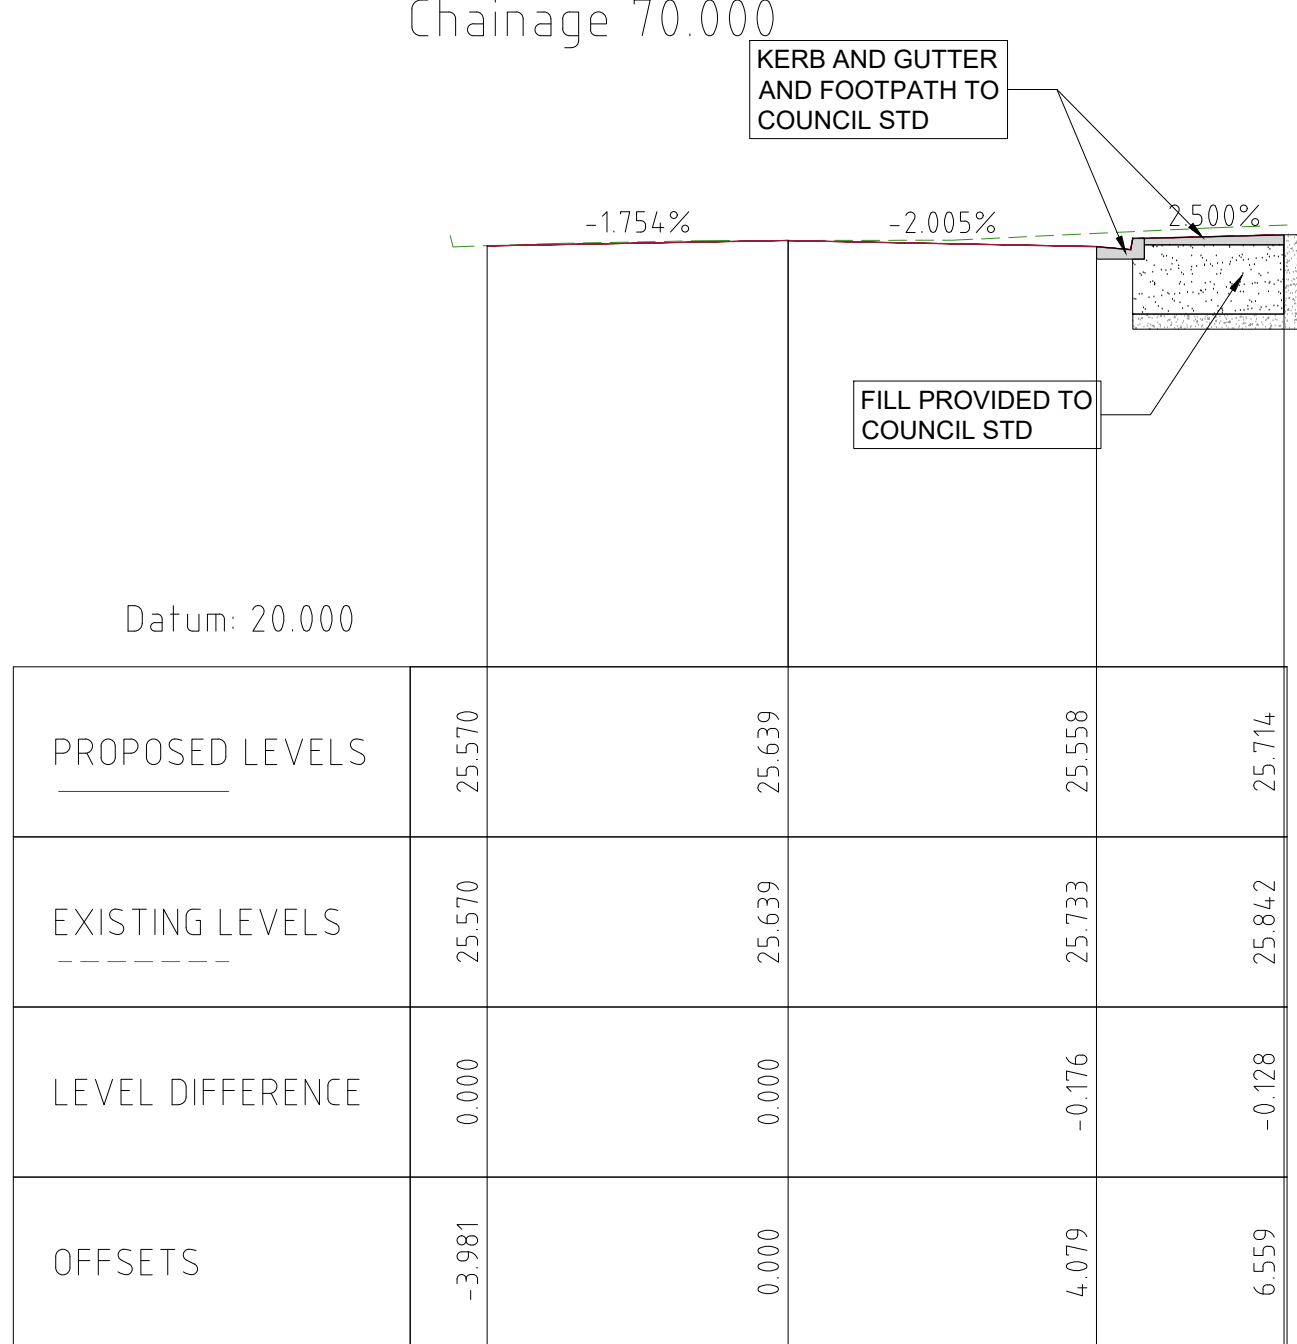 Chainage 70.000
KERB AND GUTTER
AND FOOTPATH TO
COUNCIL STD
-1.754%
-2.005%
2.500%
FILL PROVIDED TO
COUNCIL STD
Datum: 20.000
PROPOSED LEVELS 25.570 25.639 25.558 25.714
EXISTING LEVELS 25.570 25.639 25.733 25.842
LEVEL DIFFERENCE 0.000 0.000 -0.176 -0.128
OFFSETS -3.981 0.000 4.079 6.559